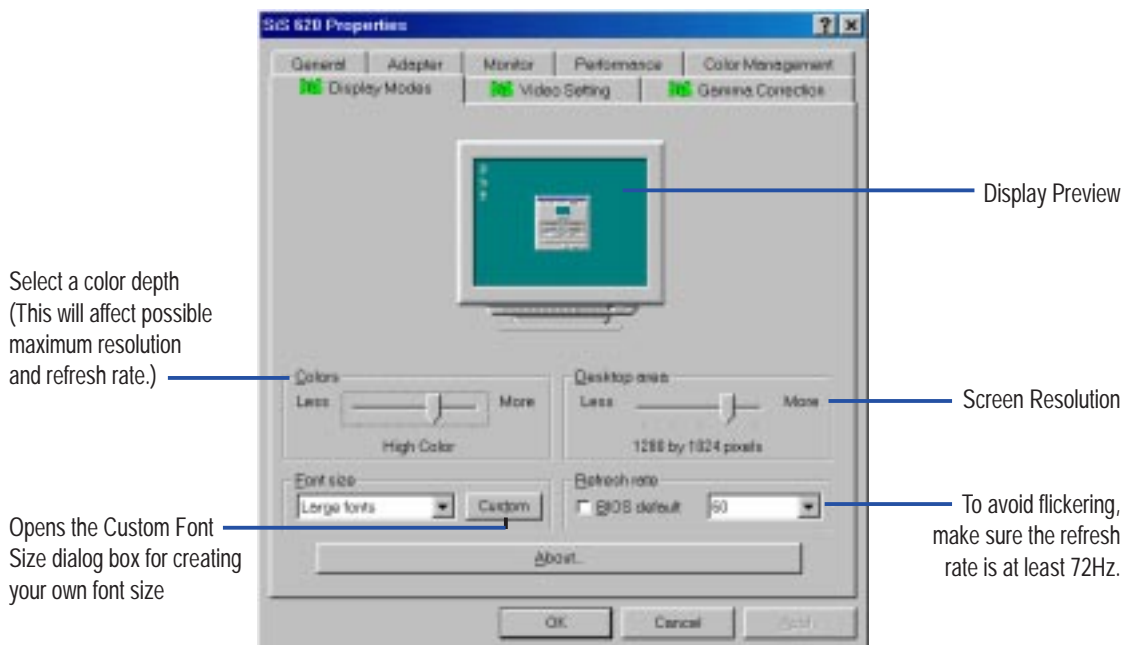 SiS 620 Properties
General Adapter Monitor Performance Color Management
Display Modes Video Setting Gamma Correction
Display Preview
Select a color depth
(This will affect possible
maximum resolution
and refresh rate.)
Colors
Less More
High Color
Desktop area
Less More
1280 by 1024 pixels
Screen Resolution
Font size
Large fonts Custom
Refresh rate
BIOS default 60
Opens the Custom Font
Size dialog box for creating
your own font size
To avoid flickering,
make sure the refresh
rate is at least 72Hz.
About...
OK Cancel Apply